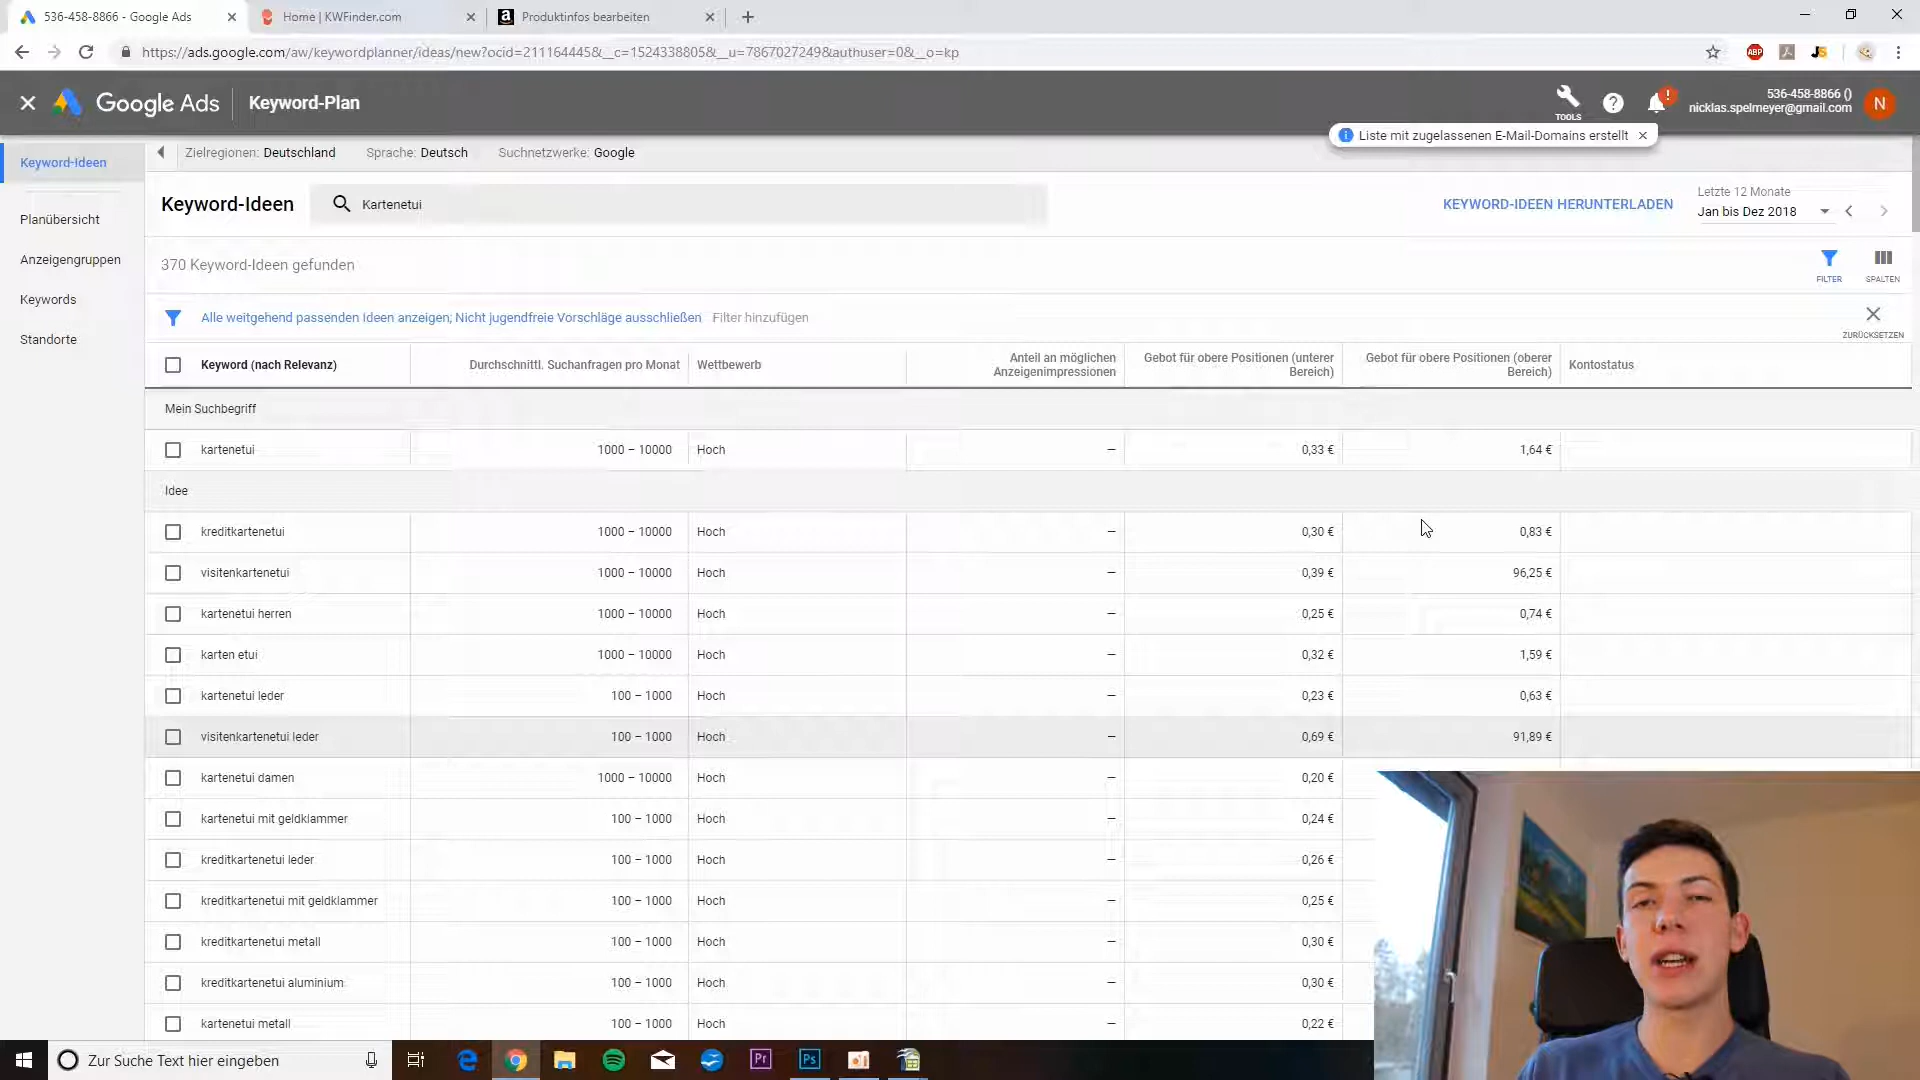 536-458-8866 - Google Ads
Home | KWFinder.com
Produktinfos bearbeiten
https://ads.google.com/aw/keywordplanner/ideas/new?ocid=211164445&__c=1524338805&__u=7867027249&authuser=0&__o=kp
ABP
Google Ads
Keyword-Plan
TOOLS
536-458-8866 ()
nicklas.spelmeyer@gmail.com
N
Liste mit zugelassenen E-Mail-Domains erstellt
Keyword-Ideen
Planübersicht
Anzeigengruppen
Keywords
Standorte
Zielregionen: Deutschland Sprache: Deutsch Suchnetzwerke: Google
Keyword-Ideen
Kartenetui
KEYWORD-IDEEN HERUNTERLADEN
Letzte 12 Monate
Jan bis Dez 2018
370 Keyword-Ideen gefunden
FILTER
SPALTEN
Alle weitgehend passenden Ideen anzeigen; Nicht jugendfreie Vorschläge ausschließen Filter hinzufügen
ZURÜCKSETZEN
Keyword (nach Relevanz)
Durchschnittl. Suchanfragen pro Monat
Wettbewerb
Anteil an möglichen
Anzeigenimpressionen
Gebot für obere Positionen (unterer
Bereich)
Gebot für obere Positionen (oberer
Bereich)
Kontostatus
Mein Suchbegriff
kartenetui 1000 – 10000 Hoch – 0,33 € 1,64 €
Idee
kreditkartenetui 1000 – 10000 Hoch – 0,30 € 0,83 €
visitenkartenetui 1000 – 10000 Hoch – 0,39 € 96,25 €
kartenetui herren 1000 – 10000 Hoch – 0,25 € 0,74 €
karten etui 1000 – 10000 Hoch – 0,32 € 1,59 €
kartenetui leder 100 – 1000 Hoch – 0,23 € 0,63 €
visitenkartenetui leder 100 – 1000 Hoch – 0,69 € 91,89 €
kartenetui damen 1000 – 10000 Hoch – 0,20 €
kartenetui mit geldklammer 100 – 1000 Hoch – 0,24 €
kreditkartenetui leder 100 – 1000 Hoch – 0,26 €
kreditkartenetui mit geldklammer 100 – 1000 Hoch – 0,25 €
kreditkartenetui metall 100 – 1000 Hoch – 0,30 €
kreditkartenetui aluminium 100 – 1000 Hoch – 0,30 €
kartenetui metall 100 – 1000 Hoch – 0,22 €
Zur Suche Text hier eingeben
Pr
Ps